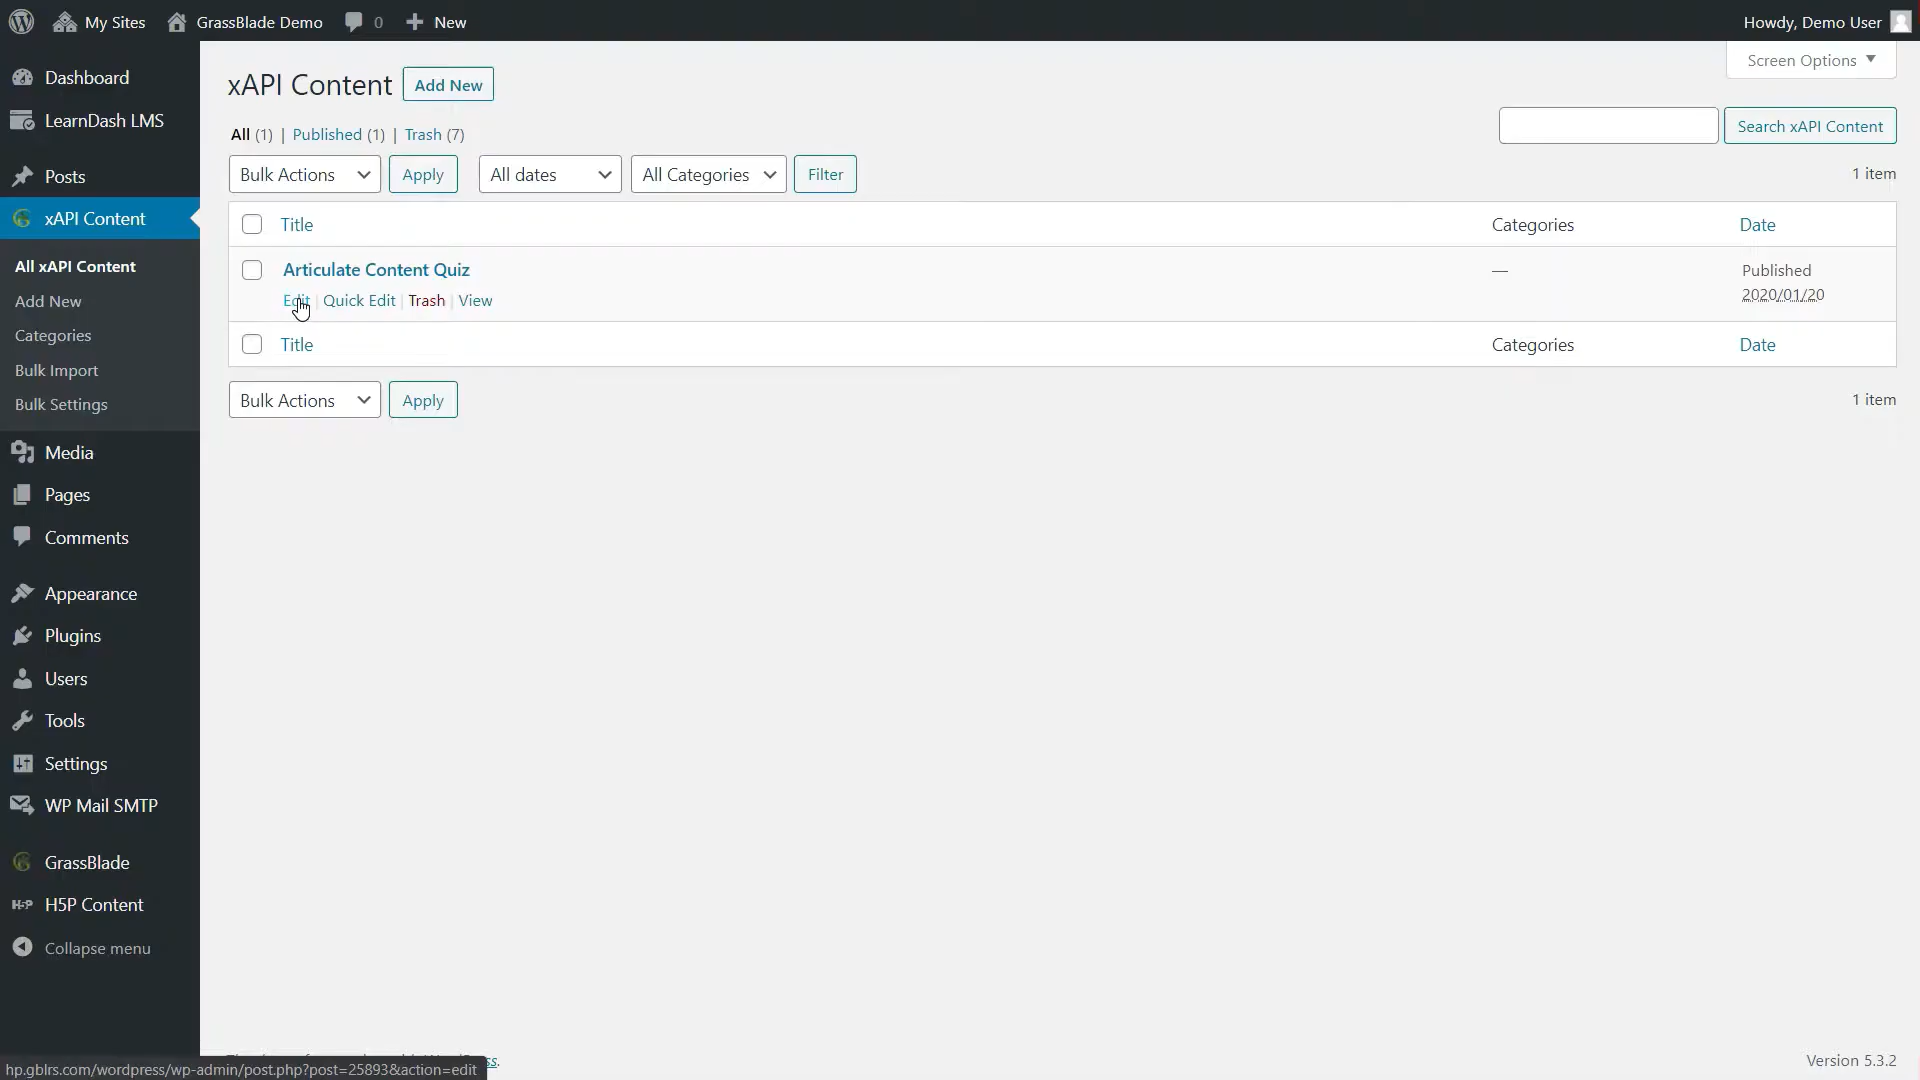 My Sites
GrassBlade Demo
0
New
Howdy, Demo User
Dashboard
LearnDash LMS
Posts
xAPI Content
All xAPI Content
Add New
Categories
Bulk Import
Bulk Settings
Media
Pages
Comments
Appearance
Plugins
Users
Tools
Settings
WP Mail SMTP
GrassBlade
H5P H5P Content
Collapse menu
Screen Options
xAPI Content Add New
All (1) | Published (1) | Trash (7)
Search xAPI Content
Bulk Actions Apply All dates All Categories Filter 1 item
Title Categories Date
Articulate Content Quiz — Published
2020/01/20
Edit | Quick Edit | Trash | View
Title Categories Date
Bulk Actions Apply 1 item
Version 5.3.2
hp.gblrs.com/wordpress/wp-admin/post.php?post=25893&action=edit